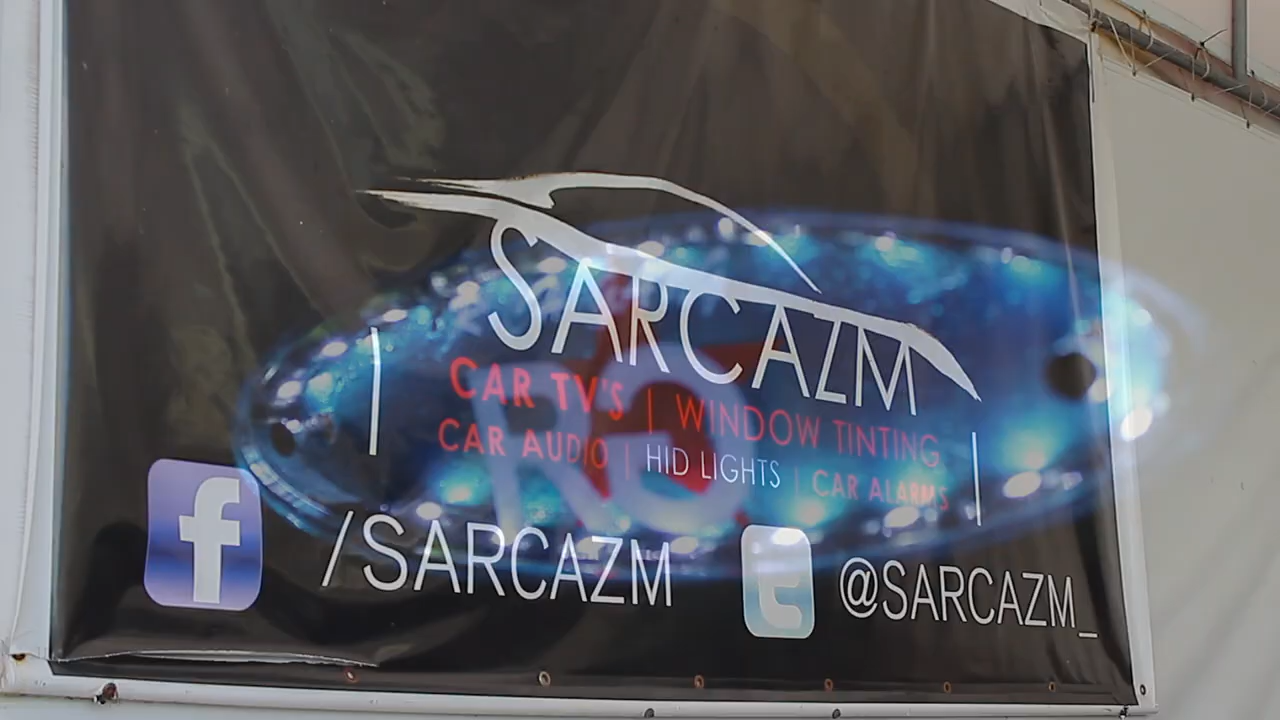 SARCAZM
CAR TV'S | WINDOW TINTING
CAR AUDIO | HID LIGHTS | CAR ALARMS
f /SARCAZM t @SARCAZM_